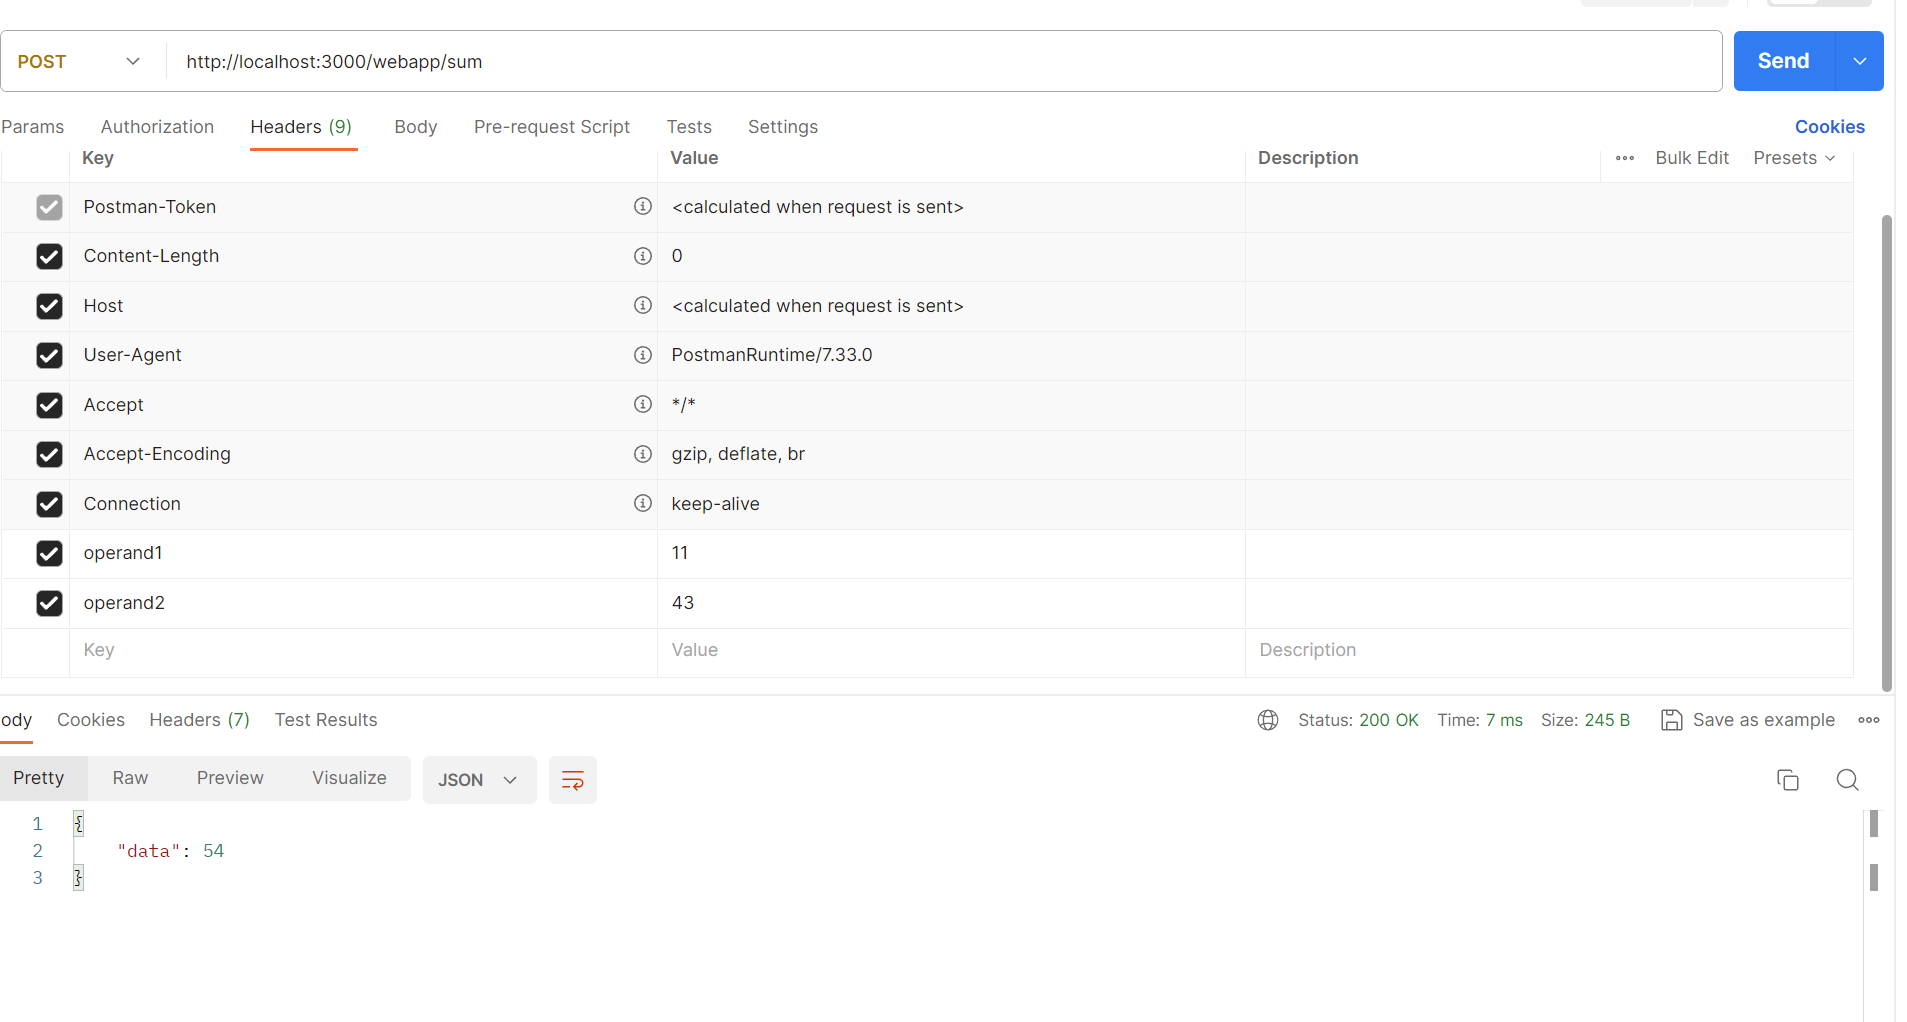 POST http://localhost:3000/webapp/sum Send
Params Authorization Headers (9) Body Pre-request Script Tests Settings Cookies
Key Value Description Bulk Edit Presets
Postman-Token <calculated when request is sent>
Content-Length 0
Host <calculated when request is sent>
User-Agent PostmanRuntime/7.33.0
Accept */*
Accept-Encoding gzip, deflate, br
Connection keep-alive
operand1 11
operand2 43
Key Value Description
ody Cookies Headers (7) Test Results Status: 200 OK Time: 7 ms Size: 245 B Save as example
Pretty Raw Preview Visualize JSON
1 {
2 "data": 54
3 }